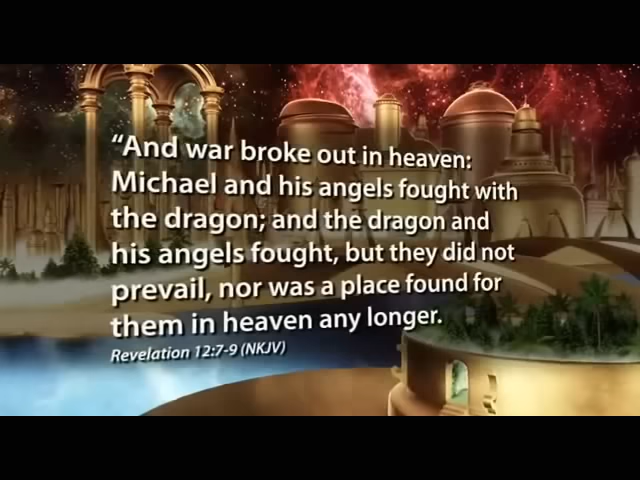 “And war broke out in heaven:
Michael and his angels fought with
the dragon; and the dragon and
his angels fought, but they did not
prevail, nor was a place found for
them in heaven any longer.
Revelation 12:7-9 (NKJV)